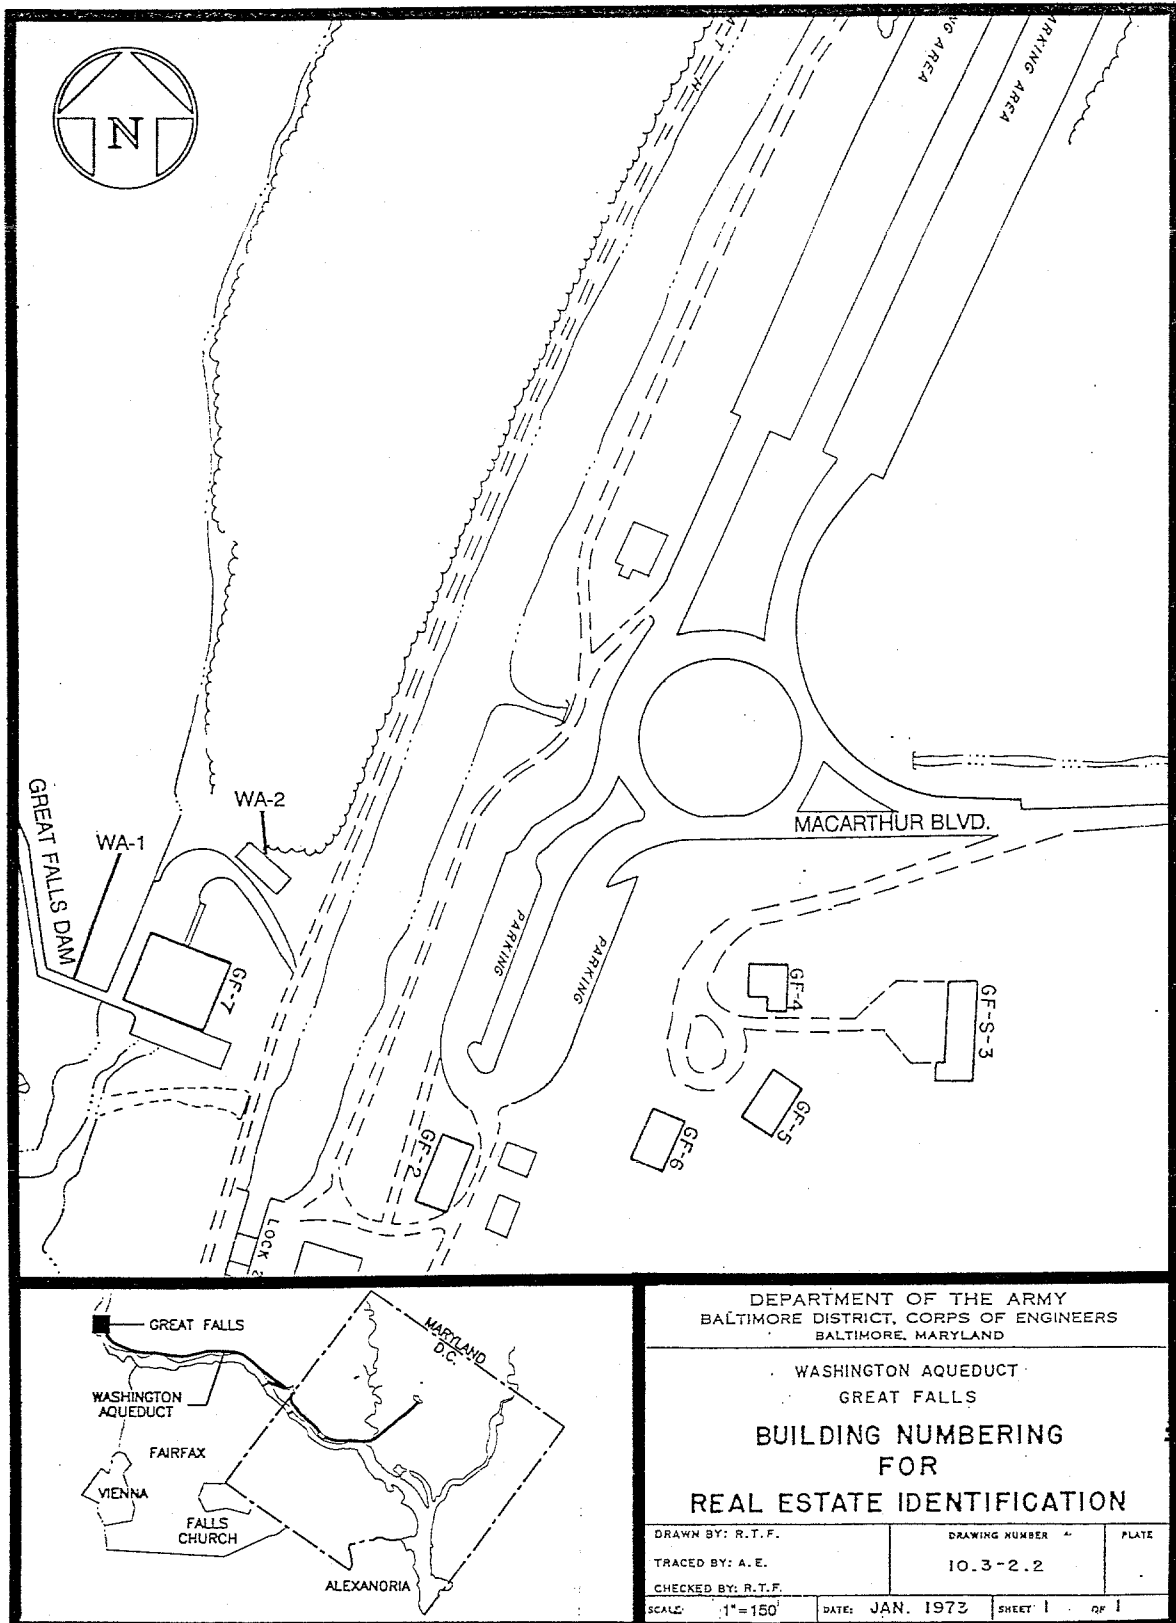 N
PATH
NG AREA
ARKING AREA
WA-2
WA-1
GREAT FALLS DAM
GF-7
MACARTHUR BLVD.
PARKING
PARKING
GF-4
GF-S-3
GF-5
GF-6
GF-2
LOCK
GREAT FALLS
WASHINGTON
AQUEDUCT
FAIRFAX
VIENNA
FALLS
CHURCH
ALEXANDRIA
MARYLAND
D.C.
DEPARTMENT OF THE ARMY
BALTIMORE DISTRICT, CORPS OF ENGINEERS
BALTIMORE, MARYLAND
WASHINGTON AQUEDUCT
GREAT FALLS
BUILDING NUMBERING
FOR
REAL ESTATE IDENTIFICATION
DRAWN BY: R.T.F.
TRACED BY: A.E.
CHECKED BY: R.T.F.
DRAWING NUMBER
10.3-2.2
PLATE
SCALE: 1"=150'
DATE: JAN. 1973
SHEET 1 OF 1